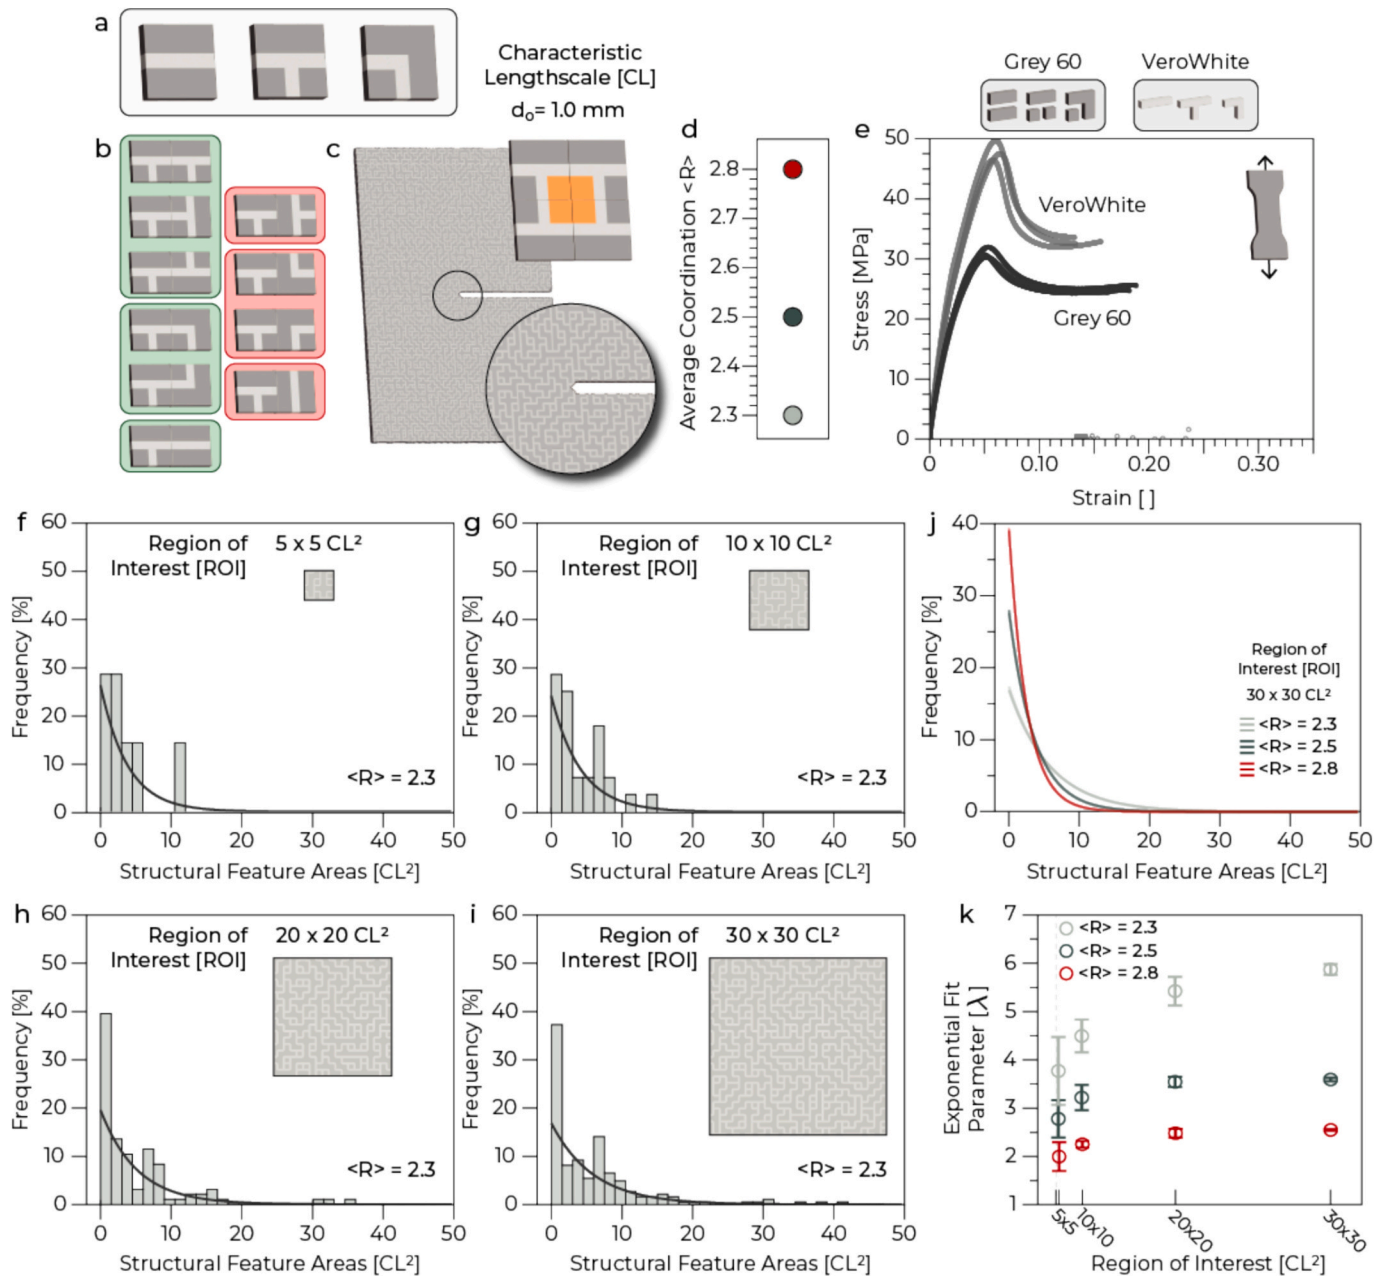 a
Characteristic
Lengthscale [CL]
d₀= 1.0 mm
b
c
d
Average Coordination <R>
2.8
2.7
2.6
2.5
2.4
2.3
Grey 60
VeroWhite
e
Stress [MPa]
50
40
30
20
10
0
VeroWhite
Grey 60
0
0.10
0.20
0.30
Strain [ ]
f
Frequency [%]
60
50
40
30
20
10
0
Region of
Interest [ROI]
5 x 5 CL²
<R> = 2.3
0
10
20
30
40
50
Structural Feature Areas [CL²]
g
Frequency [%]
60
50
40
30
20
10
0
Region of
Interest [ROI]
10 x 10 CL²
<R> = 2.3
0
10
20
30
40
50
Structural Feature Areas [CL²]
j
Frequency [%]
40
30
20
10
0
Region of
Interest [ROI]
30 x 30 CL²
<R> = 2.3
<R> = 2.5
<R> = 2.8
0
10
20
30
40
50
Structural Feature Areas [CL²]
h
Frequency [%]
60
50
40
30
20
10
0
Region of
Interest [ROI]
20 x 20 CL²
<R> = 2.3
0
10
20
30
40
50
Structural Feature Areas [CL²]
i
Frequency [%]
60
50
40
30
20
10
0
Region of
Interest [ROI]
30 x 30 CL²
<R> = 2.3
0
10
20
30
40
50
Structural Feature Areas [CL²]
k
Exponential Fit
Parameter [λ]
7
6
5
4
3
2
1
<R> = 2.3
<R> = 2.5
<R> = 2.8
5x5
10x10
20x20
30x30
Region of Interest [CL²]